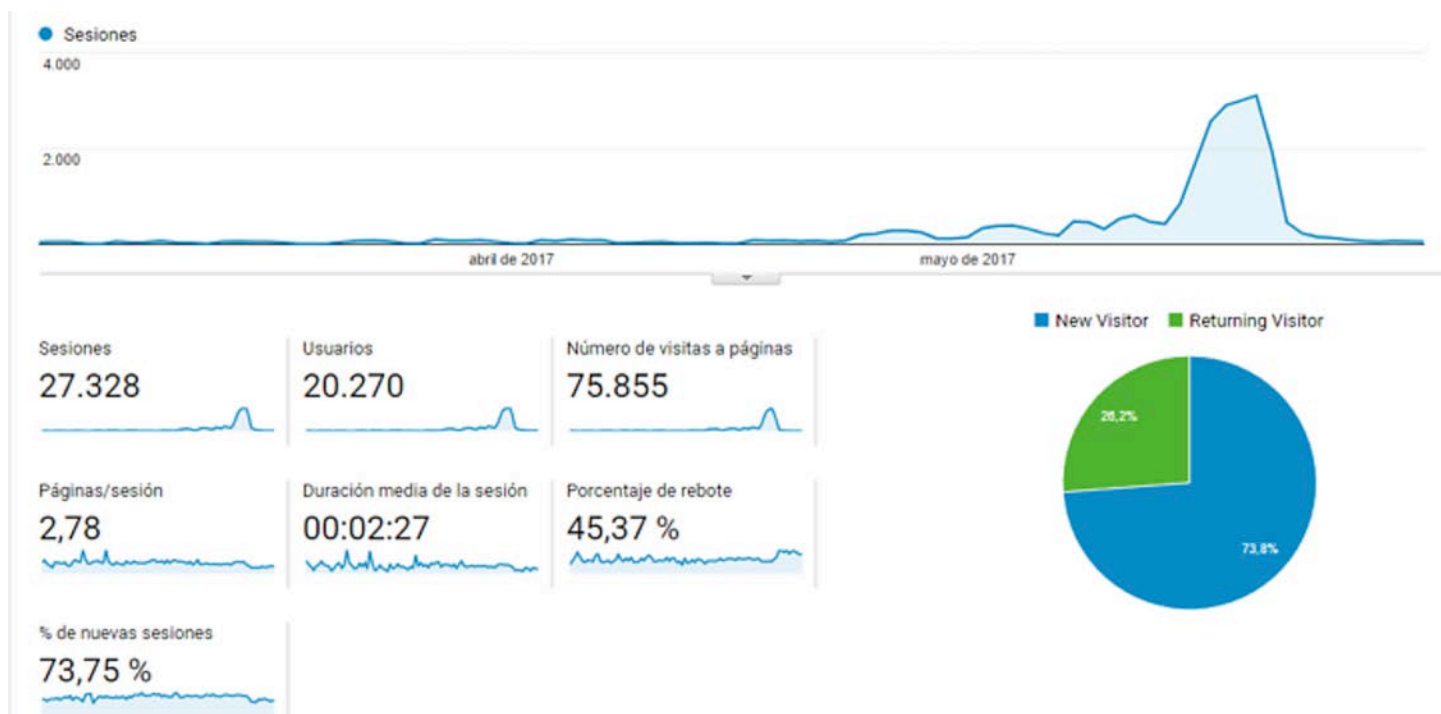 Sesiones
4.000
2.000
abril de 2017
mayo de 2017
New Visitor
Returning Visitor
Sesiones
27.328
Usuarios
20.270
Número de visitas a páginas
75.855
Páginas/sesión
2,78
Duración media de la sesión
00:02:27
Porcentaje de rebote
45,37 %
% de nuevas sesiones
73,75 %
26,2%
73,8%